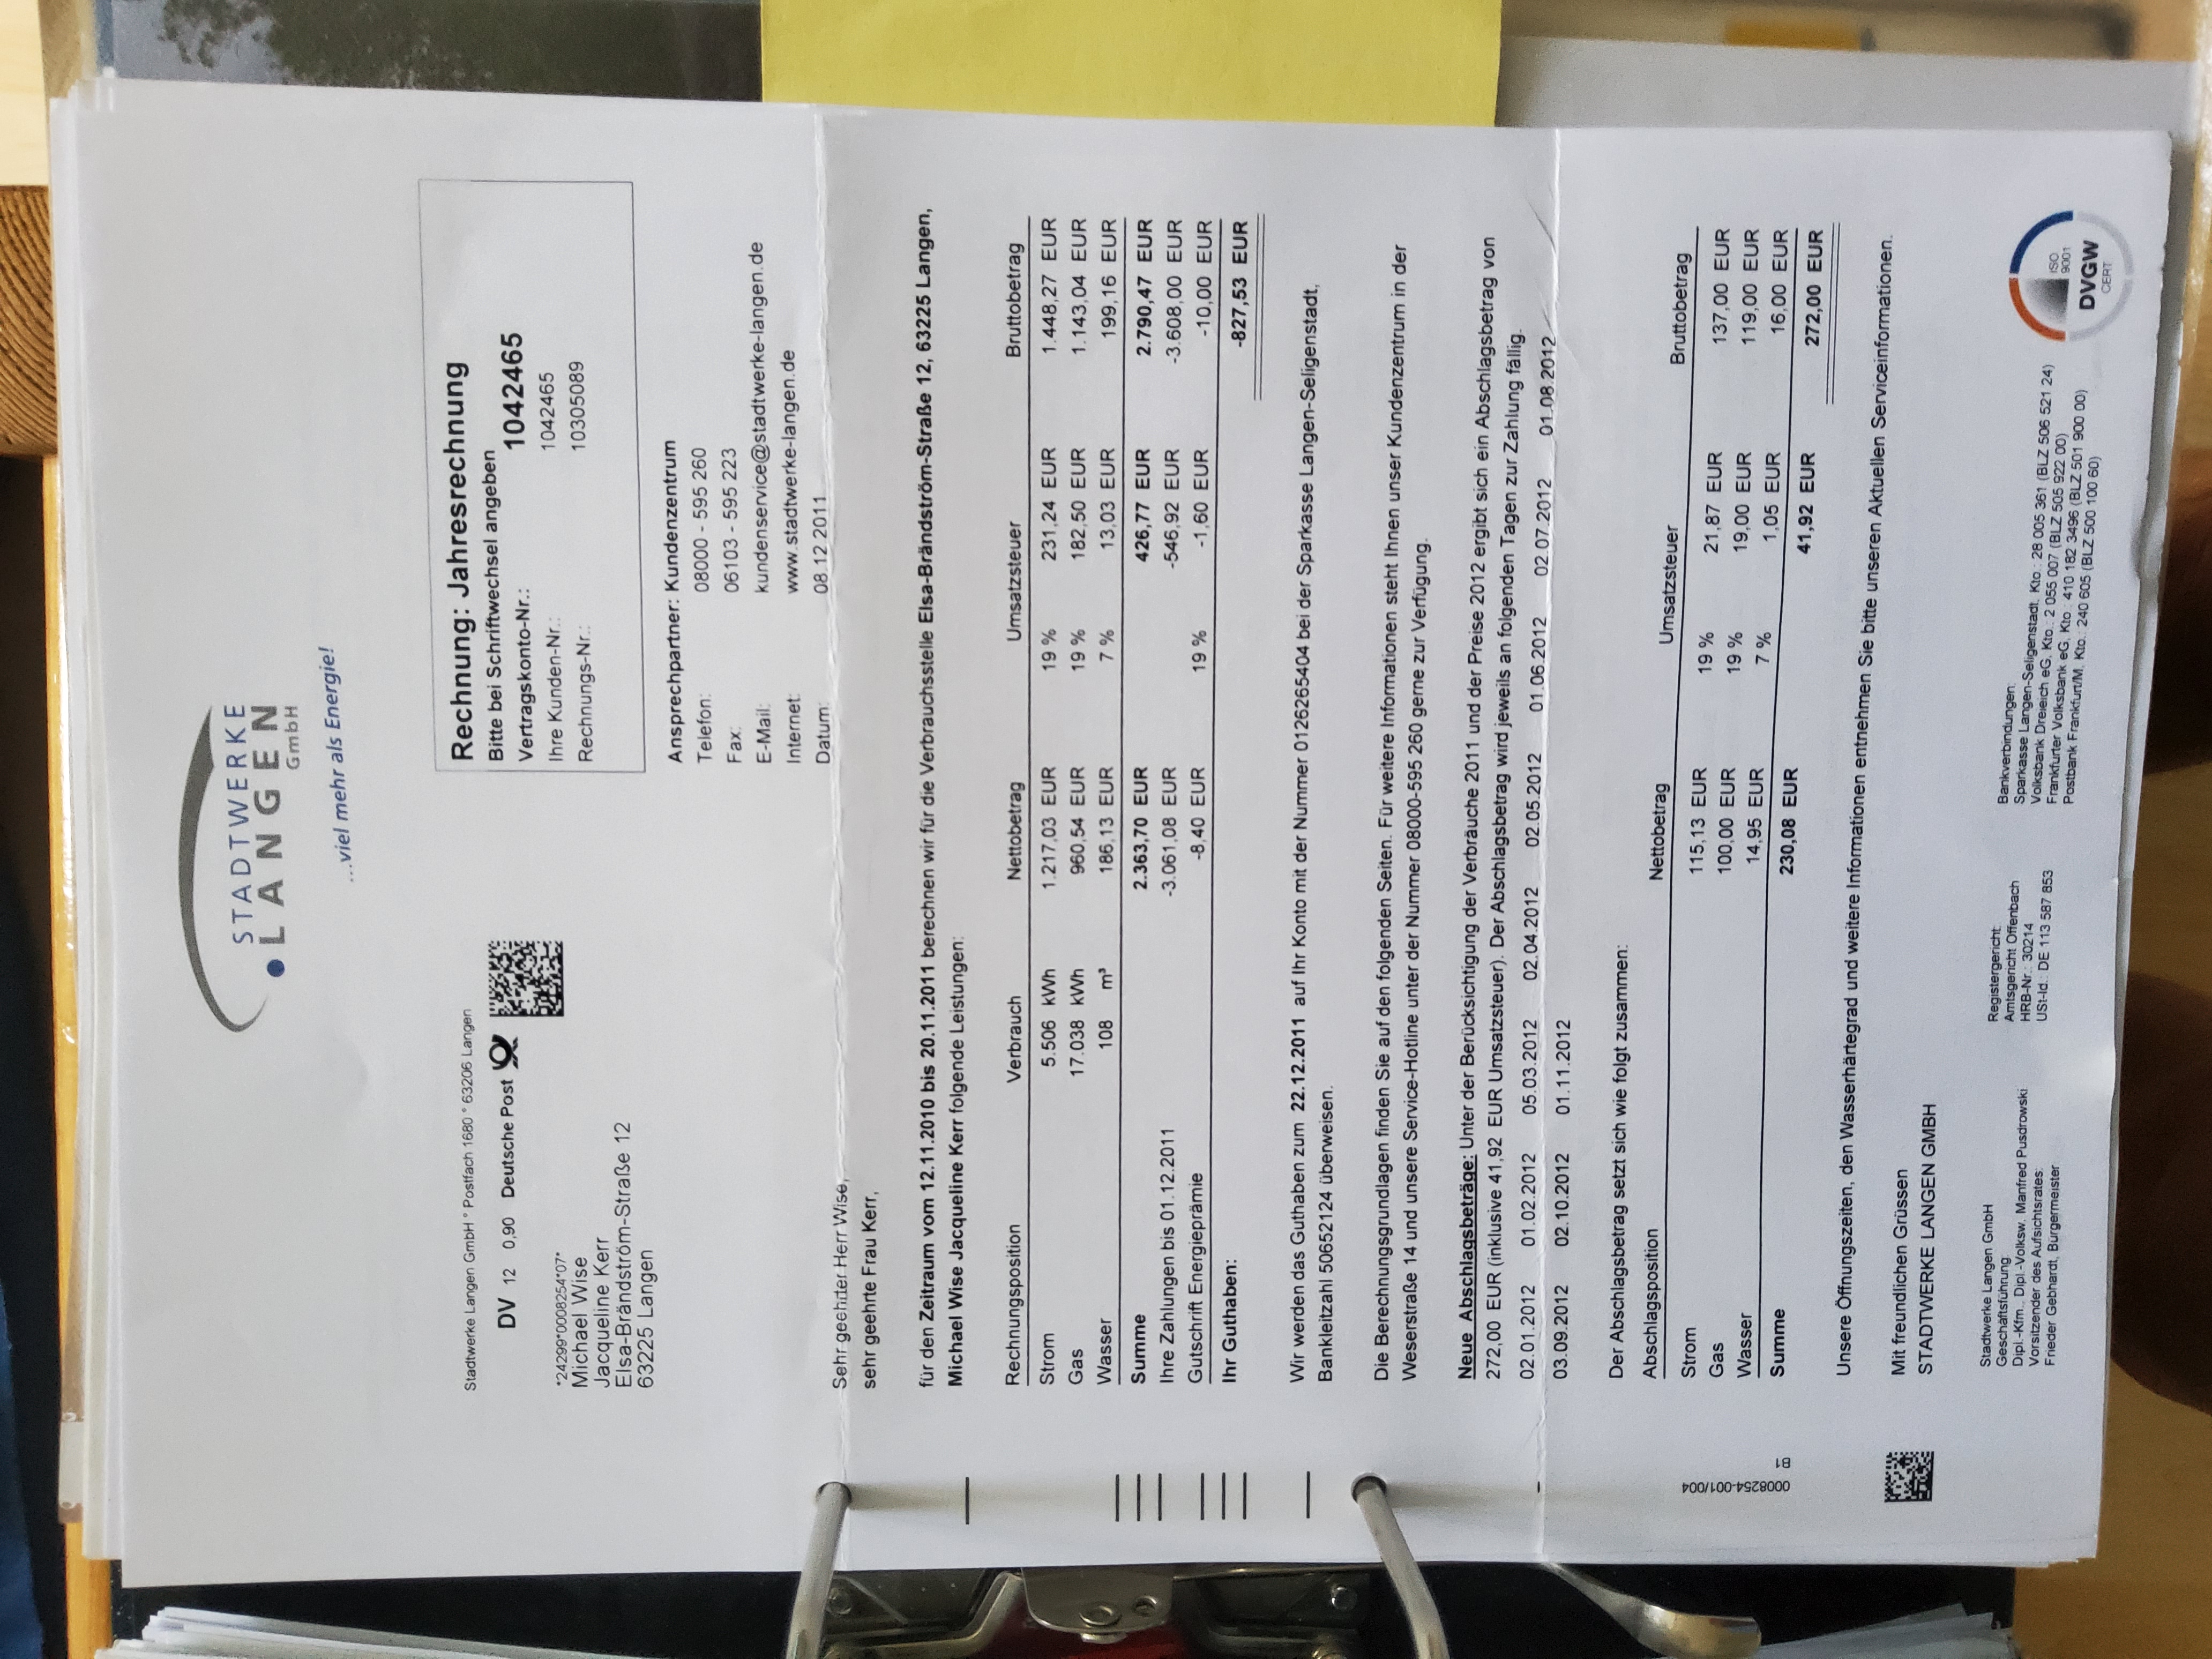 STADTWERKE
LANGEN
GmbH
...viel mehr als Energie!
Stadtwerke Langen GmbH ° Postfach 1680 ° 63206 Langen
DV 12 0,90 Deutsche Post
*24299*0008254*07*
Michael Wise
Jacqueline Kerr
Elsa-Brändström-Straße 12
63225 Langen
Rechnung: Jahresrechnung
Bitte bei Schriftwechsel angeben
Vertragskonto-Nr.: 1042465
Ihre Kunden-Nr.: 1042465
Rechnungs-Nr.: 10305089
Ansprechpartner: Kundenzentrum
Telefon: 08000 - 595 260
Fax: 06103 - 595 223
E-Mail: kundenservice@stadtwerke-langen.de
Internet: www.stadtwerke-langen.de
Datum: 08.12.2011
Sehr geehrter Herr Wise,
sehr geehrte Frau Kerr,
für den Zeitraum vom 12.11.2010 bis 20.11.2011 berechnen wir für die Verbrauchsstelle Elsa-Brändström-Straße 12, 63225 Langen,
Michael Wise Jacqueline Kerr folgende Leistungen:
Rechnungsposition Verbrauch Nettobetrag Umsatzsteuer Bruttobetrag
Strom 5.506 kWh 1.217,03 EUR 19 % 231,24 EUR 1.448,27 EUR
Gas 17.038 kWh 960,54 EUR 19 % 182,50 EUR 1.143,04 EUR
Wasser 108 m³ 186,13 EUR 7 % 13,03 EUR 199,16 EUR
Summe 2.363,70 EUR 426,77 EUR 2.790,47 EUR
Ihre Zahlungen bis 01.12.2011 -3.061,08 EUR -546,92 EUR -3.608,00 EUR
Gutschrift Energieprämie -8,40 EUR 19 % -1,60 EUR -10,00 EUR
Ihr Guthaben: -827,53 EUR
Wir werden das Guthaben zum 22.12.2011 auf Ihr Konto mit der Nummer 0126265404 bei der Sparkasse Langen-Seligenstadt,
Bankleitzahl 50652124 überweisen.
Die Berechnungsgrundlagen finden Sie auf den folgenden Seiten. Für weitere Informationen steht Ihnen unser Kundenzentrum in der
Weserstraße 14 und unsere Service-Hotline unter der Nummer 08000-595 260 gerne zur Verfügung.
Neue Abschlagsbeträge: Unter der Berücksichtigung der Verbräuche 2011 und der Preise 2012 ergibt sich ein Abschlagsbetrag von
272,00 EUR (inklusive 41,92 EUR Umsatzsteuer). Der Abschlagsbetrag wird jeweils an folgenden Tagen zur Zahlung fällig.
02.01.2012 01.02.2012 05.03.2012 02.04.2012 02.05.2012 01.06.2012 02.07.2012 01.08.2012
03.09.2012 02.10.2012 01.11.2012
Der Abschlagsbetrag setzt sich wie folgt zusammen:
Abschlagsposition Nettobetrag Umsatzsteuer Bruttobetrag
Strom 115,13 EUR 19 % 21,87 EUR 137,00 EUR
Gas 100,00 EUR 19 % 19,00 EUR 119,00 EUR
Wasser 14,95 EUR 7 % 1,05 EUR 16,00 EUR
Summe 230,08 EUR 41,92 EUR 272,00 EUR
Unsere Öffnungszeiten, den Wasserhärtegrad und weitere Informationen entnehmen Sie bitte unseren Aktuellen Serviceinformationen.
Mit freundlichen Grüssen
STADTWERKE LANGEN GMBH
0008254-001/004
B1
Stadtwerke Langen GmbH
Geschäftsführung:
Dipl.-Kfm., Dipl.-Volksw. Manfred Pusdrowski
Vorsitzender des Aufsichtsrates:
Frieder Gebhardt, Bürgermeister
Registergericht:
Amtsgericht Offenbach
HRB-Nr.: 30214
USt-Id.: DE 113 587 853
Bankverbindungen:
Sparkasse Langen-Seligenstadt, Kto.: 28 005 361 (BLZ 506 521 24)
Volksbank Dreieich eG, Kto.: 2 055 007 (BLZ 505 922 00)
Frankfurter Volksbank eG, Kto.: 410 182 3496 (BLZ 501 900 00)
Postbank Frankfurt/M. Kto.: 240 605 (BLZ 500 100 60)
ISO
9001
DVGW
CERT